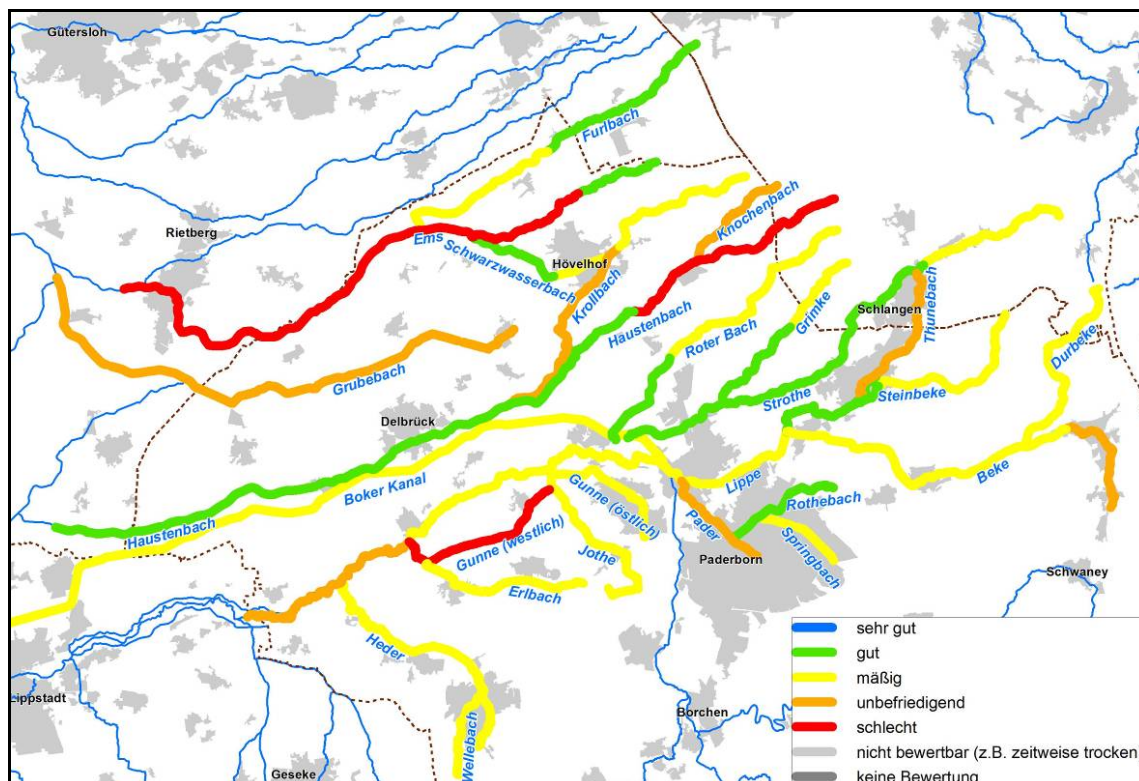 Gütersloh
Furlbach
Rietberg
Ems
Schwarzwasserbach
Hövelhof
Knochenbach
Krollbach
Haustenbach
Roter Bach
Grimke
Schlangen
Thunebach
Durbeke
Grubebach
Strothe
Steinbeke
Delbrück
Boker Kanal
Lippe
Beke
Gunne (östlich)
Rothebach
Pader
Haustenbach
Gunne (westlich)
Jothe
Paderborn
Springbach
Schwaney
Erlbach
Heder
Lippstadt
Borchen
Wellebach
Geseke
sehr gut
gut
mäßig
unbefriedigend
schlecht
nicht bewertbar (z.B. zeitweise trocken
keine Bewertung